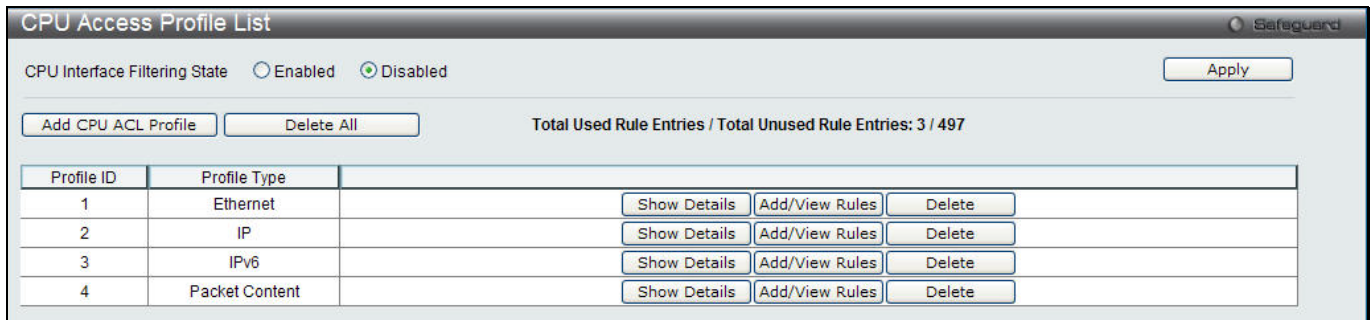 CPU Access Profile List
Safeguard
CPU Interface Filtering State Enabled Disabled Apply
Add CPU ACL Profile Delete All Total Used Rule Entries / Total Unused Rule Entries: 3 / 497
Profile ID Profile Type
1 Ethernet Show Details Add/View Rules Delete
2 IP Show Details Add/View Rules Delete
3 IPv6 Show Details Add/View Rules Delete
4 Packet Content Show Details Add/View Rules Delete